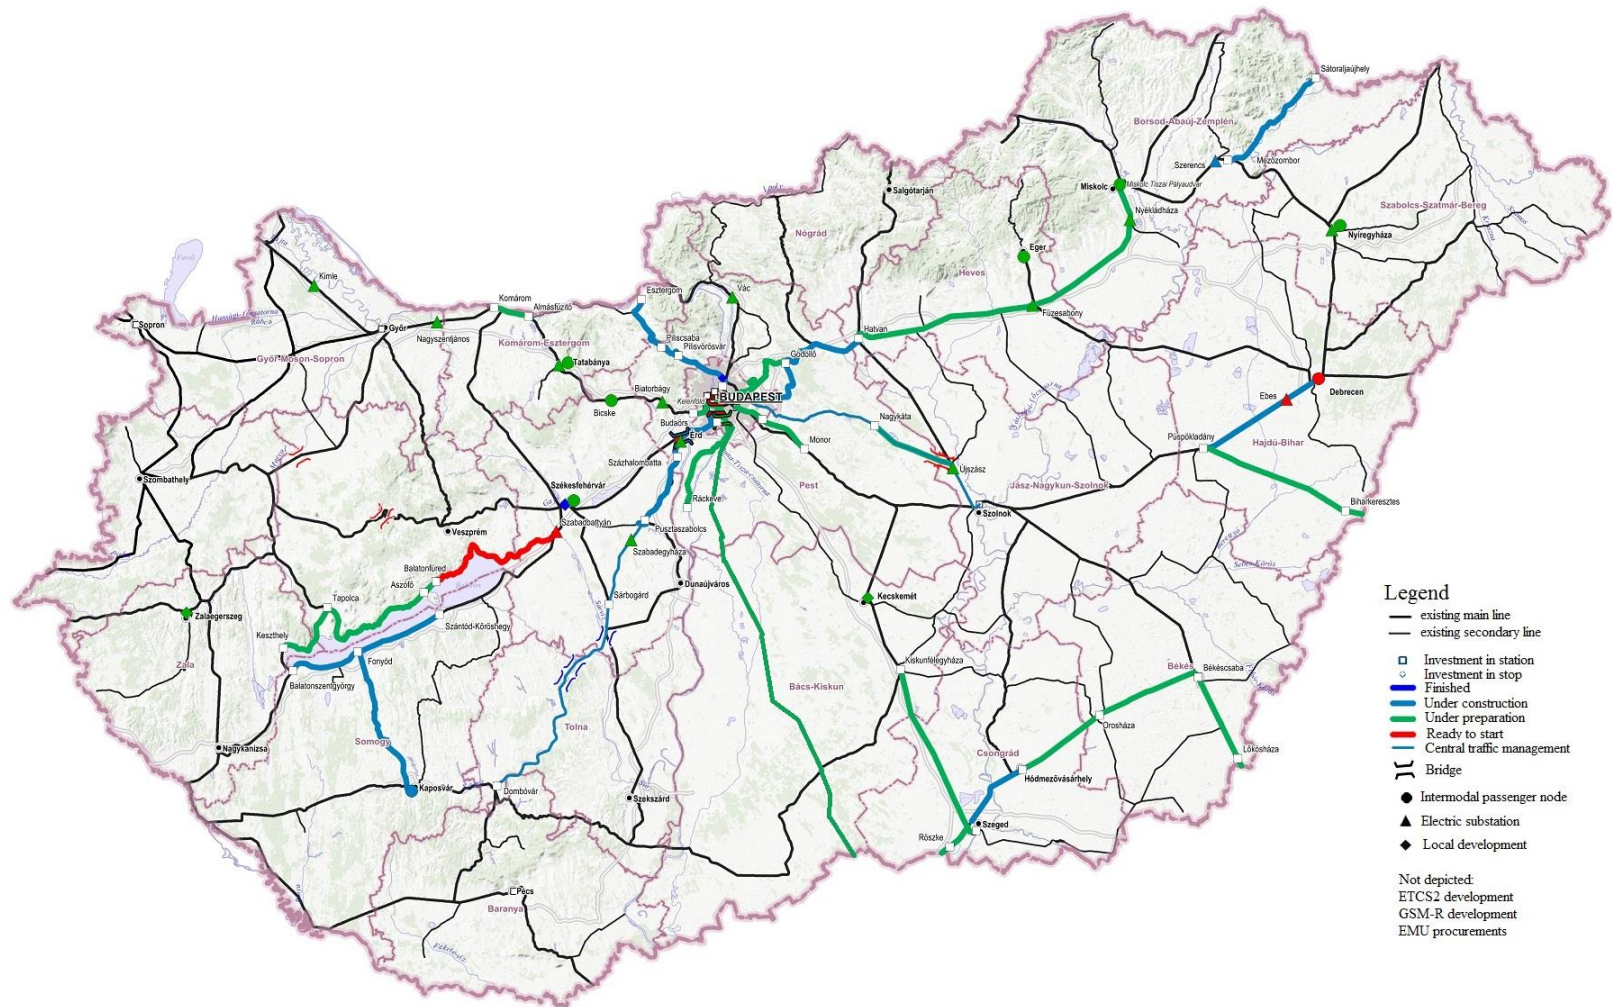 Sátoraljaújhely
Borsod-Abaúj-Zemplén
Szerencs
Mezőzombor
Salgótarján
Miskolc
Miskolc Tiszai Pályaudvar
Nyékládháza
Szabolcs-Szatmár-Bereg
Nyíregyháza
Nógrád
Eger
Heves
Kimle
Vác
Esztergom
Komárom
Almásfüzitő
Füzesabony
Sopron
Győr
Nagyszentjános
Hatvan
Piliscsaba
Pilisvörösvár
Komárom-Esztergom
Győr-Moson-Sopron
Gödöllő
Tatabánya
Biatorbágy
Kelenföld
BUDAPEST
Bicske
Ebes
Debrecen
Budaörs
Nagykáta
Érd
Monor
Püspökladány
Hajdú-Bihar
Százhalombatta
Újszász
Szombathely
Pest
Jász-Nagykun-Szolnok
Székesfehérvár
Ráckeve
Biharkeresztes
Szolnok
Szabadbattyán
Veszprém
Pusztaszabolcs
Szabadegyháza
Balatonfüred
Aszófő
Dunaújváros
Tapolca
Sárbogárd
Kecskemét
Zalaegerszeg
Szántód-Kőröshegy
Keszthely
Zala
Fonyód
Kiskunfélegyháza
Békés
Békéscsaba
Balatonszentgyörgy
Bács-Kiskun
Tolna
Orosháza
Somogy
Nagykanizsa
Csongrád
Lőkösháza
Hódmezővásárhely
Kaposvár
Dombóvár
Szekszárd
Szeged
Röszke
Pécs
Baranya
Legend
existing main line
existing secondary line
Investment in station
Investment in stop
Finished
Under construction
Under preparation
Ready to start
Central traffic management
Bridge
Intermodal passenger node
Electric substation
Local development
Not depicted:
ETCS2 development
GSM-R development
EMU procurements